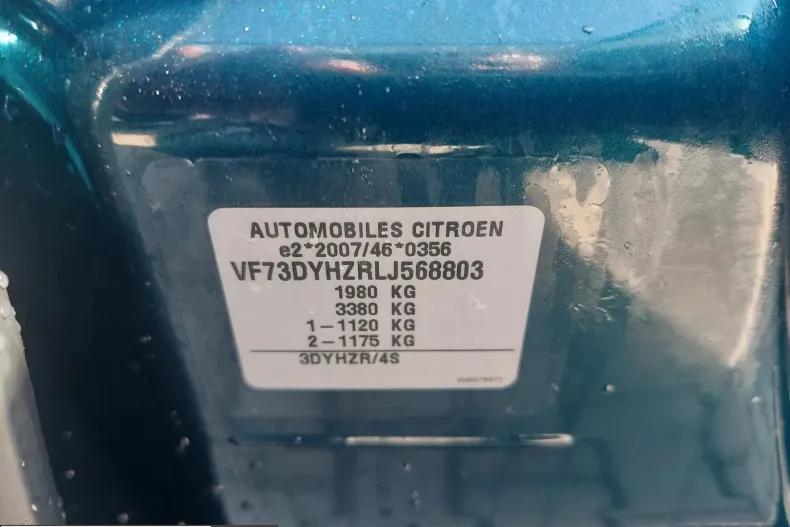 AUTOMOBILES CITROEN
e2*2007/46*0356
VF73DYHZRLJ568803
1980 KG
3380 KG
1-1120 KG
2-1175 KG
3DYHZR/4S